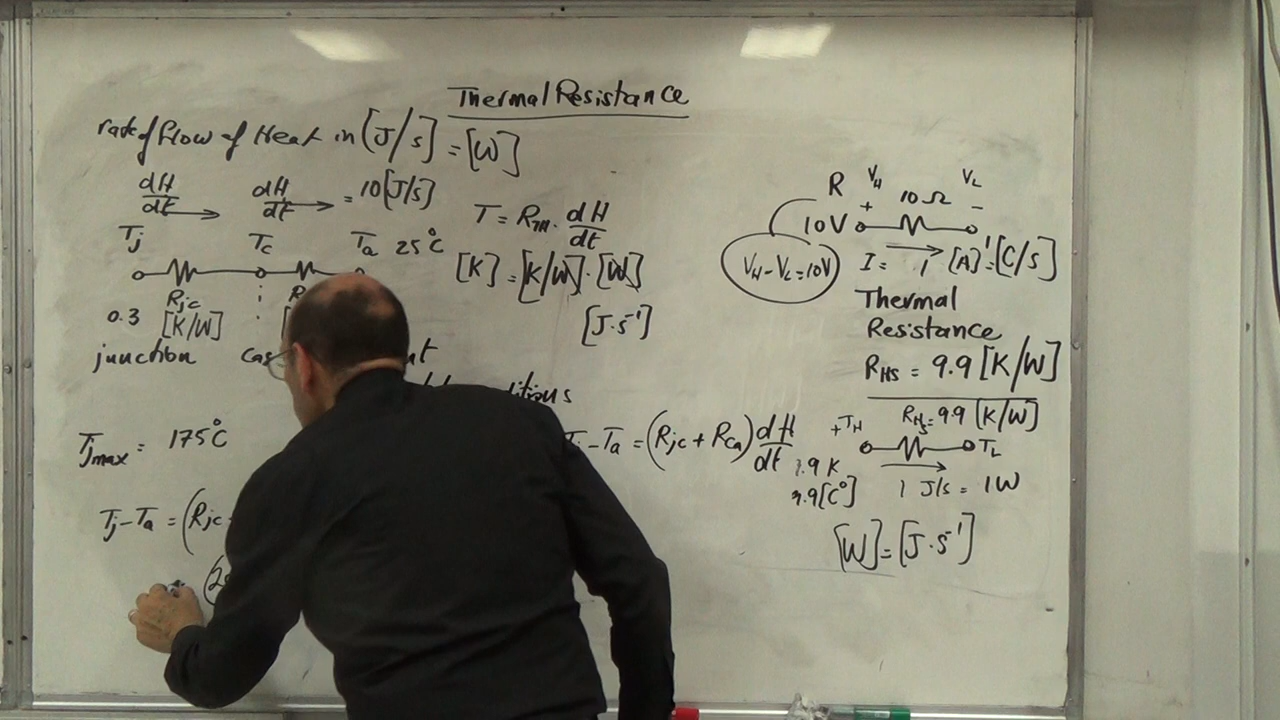 Thermal Resistance
rate of flow of Heat in [J/s] = [W]
dH/dt → dH/dt → = 10[J/s]
T = R_TH · dH/dt
Tj Tc Ta 25°C
[K] = [K/W] · [W]
Rjc
0.3 [K/W]
[J·s⁻¹]
junction
Tjmax = 175°C
-Ta = (Rjc + Rca) dH/dt
Tj - Ta = (Rjc
R V_H 10Ω V_L
+ -
10V
V_H - V_L = 10V
I = 1 [A] = [C/s]
Thermal
Resistance
R_HS = 9.9 [K/W]
R_HS = 9.9 [K/W]
+T_H T_L
9.9 K
9.9[C°]
1 J/s = 1W
[W] = [J·s⁻¹]